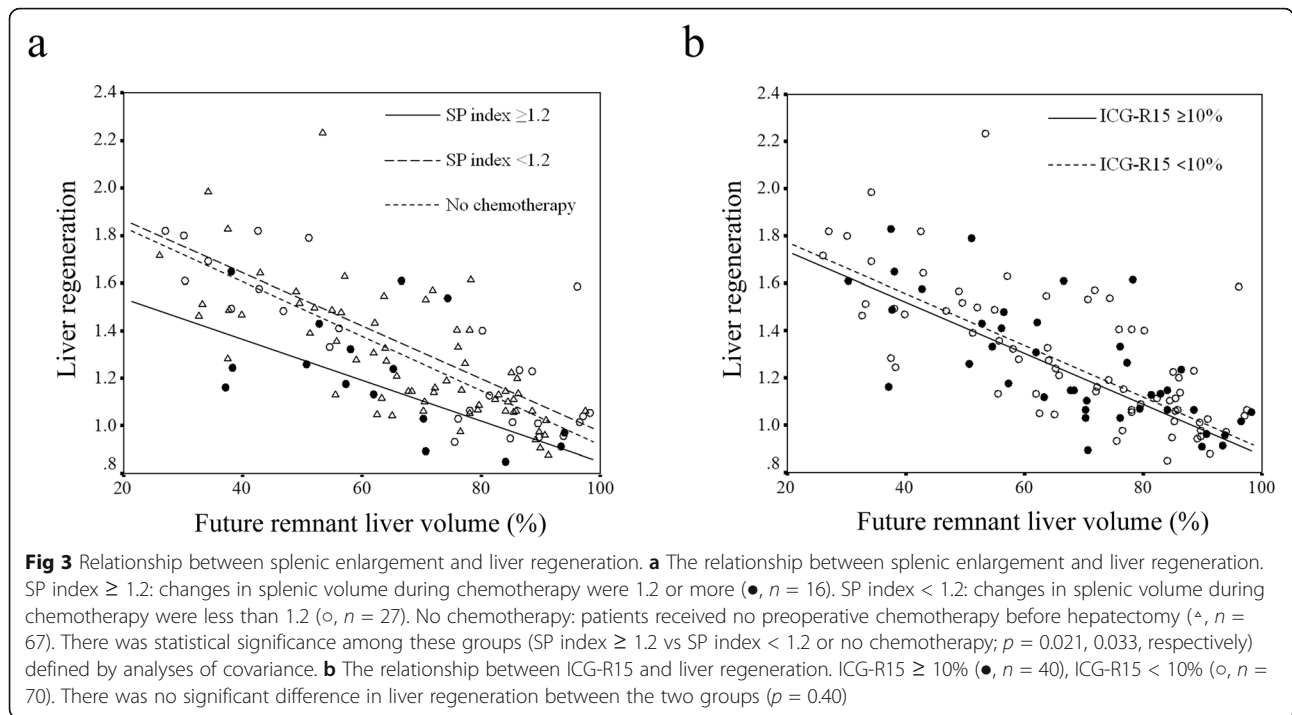 a
b
Liver regeneration
2.4
2.2
2.0
1.8
1.6
1.4
1.2
1.0
.8
20
40
60
80
100
SP index ≥1.2
SP index <1.2
No chemotherapy
Future remnant liver volume (%)
Liver regeneration
2.4
2.2
2.0
1.8
1.6
1.4
1.2
1.0
.8
20
40
60
80
100
ICG-R15 ≥10%
ICG-R15 <10%
Future remnant liver volume (%)
Fig 3 Relationship between splenic enlargement and liver regeneration. a The relationship between splenic enlargement and liver regeneration.
SP index ≥ 1.2: changes in splenic volume during chemotherapy were 1.2 or more (●, n = 16). SP index < 1.2: changes in splenic volume during
chemotherapy were less than 1.2 (○, n = 27). No chemotherapy: patients received no preoperative chemotherapy before hepatectomy (▵, n =
67). There was statistical significance among these groups (SP index ≥ 1.2 vs SP index < 1.2 or no chemotherapy; p = 0.021, 0.033, respectively)
defined by analyses of covariance. b The relationship between ICG-R15 and liver regeneration. ICG-R15 ≥ 10% (●, n = 40), ICG-R15 < 10% (○, n =
70). There was no significant difference in liver regeneration between the two groups (p = 0.40)